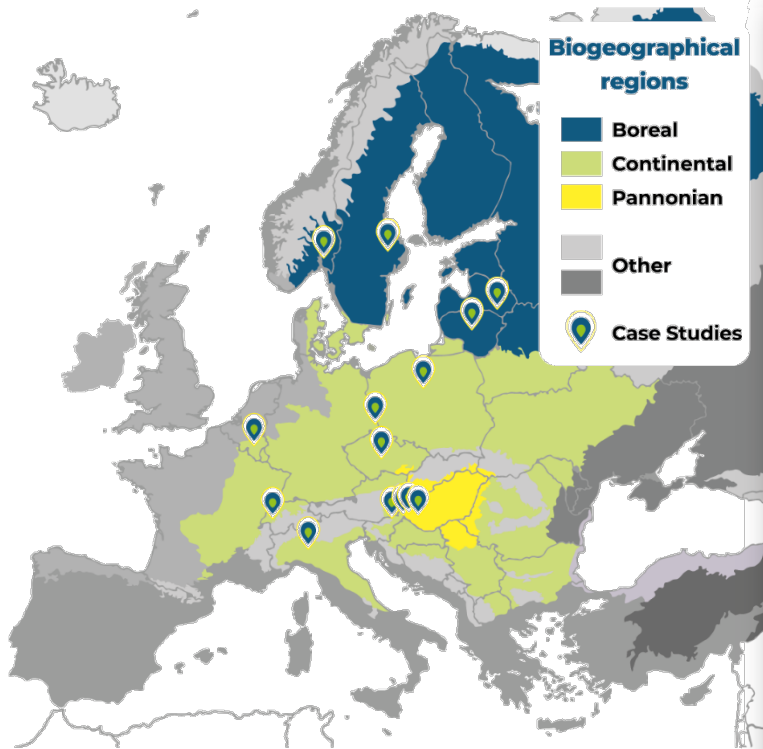 Biogeographical
regions
Boreal
Continental
Pannonian
Other
Case Studies